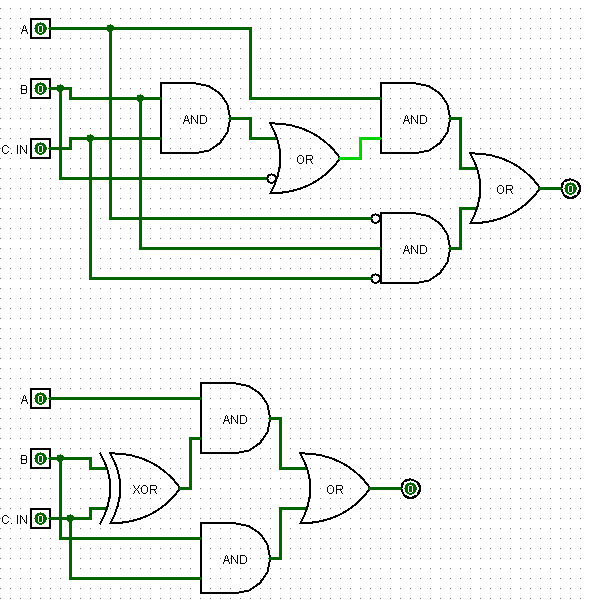 A 0
B 0
AND
AND
C. IN 0
OR
OR 0
AND
A 0
AND
B 0
XOR
OR 0
C. IN 0
AND